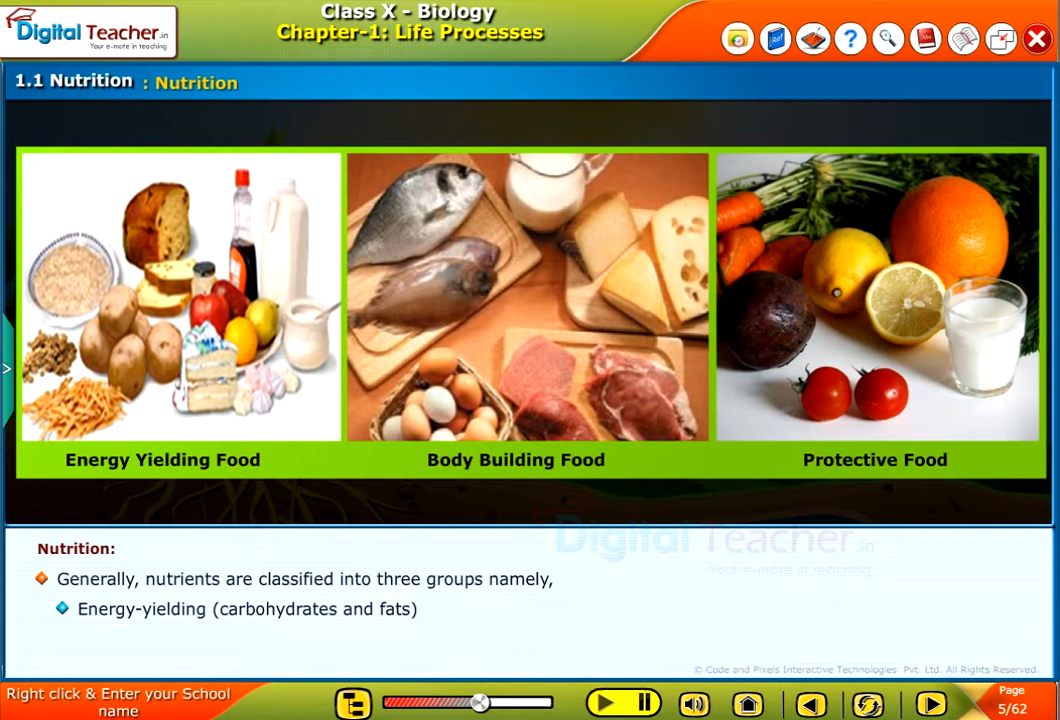 Digital Teacher.in
Your e-mate in teaching
Class X - Biology
Chapter-1: Life Processes
1.1 Nutrition : Nutrition
Energy Yielding Food
Body Building Food
Protective Food
Digital Teacher.in
Your e-mate in teaching
Nutrition:
Generally, nutrients are classified into three groups namely,
Energy-yielding (carbohydrates and fats)
© Code and Pixels Interactive Technologies. Pvt. Ltd. All Rights Reserved.
Right click & Enter your School
name
Page
5/62